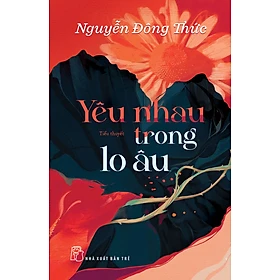 Nguyễn Đông Thức
Yêu nhau
Tiểu thuyết
trong
lo âu
NHÀ XUẤT BẢN TRẺ